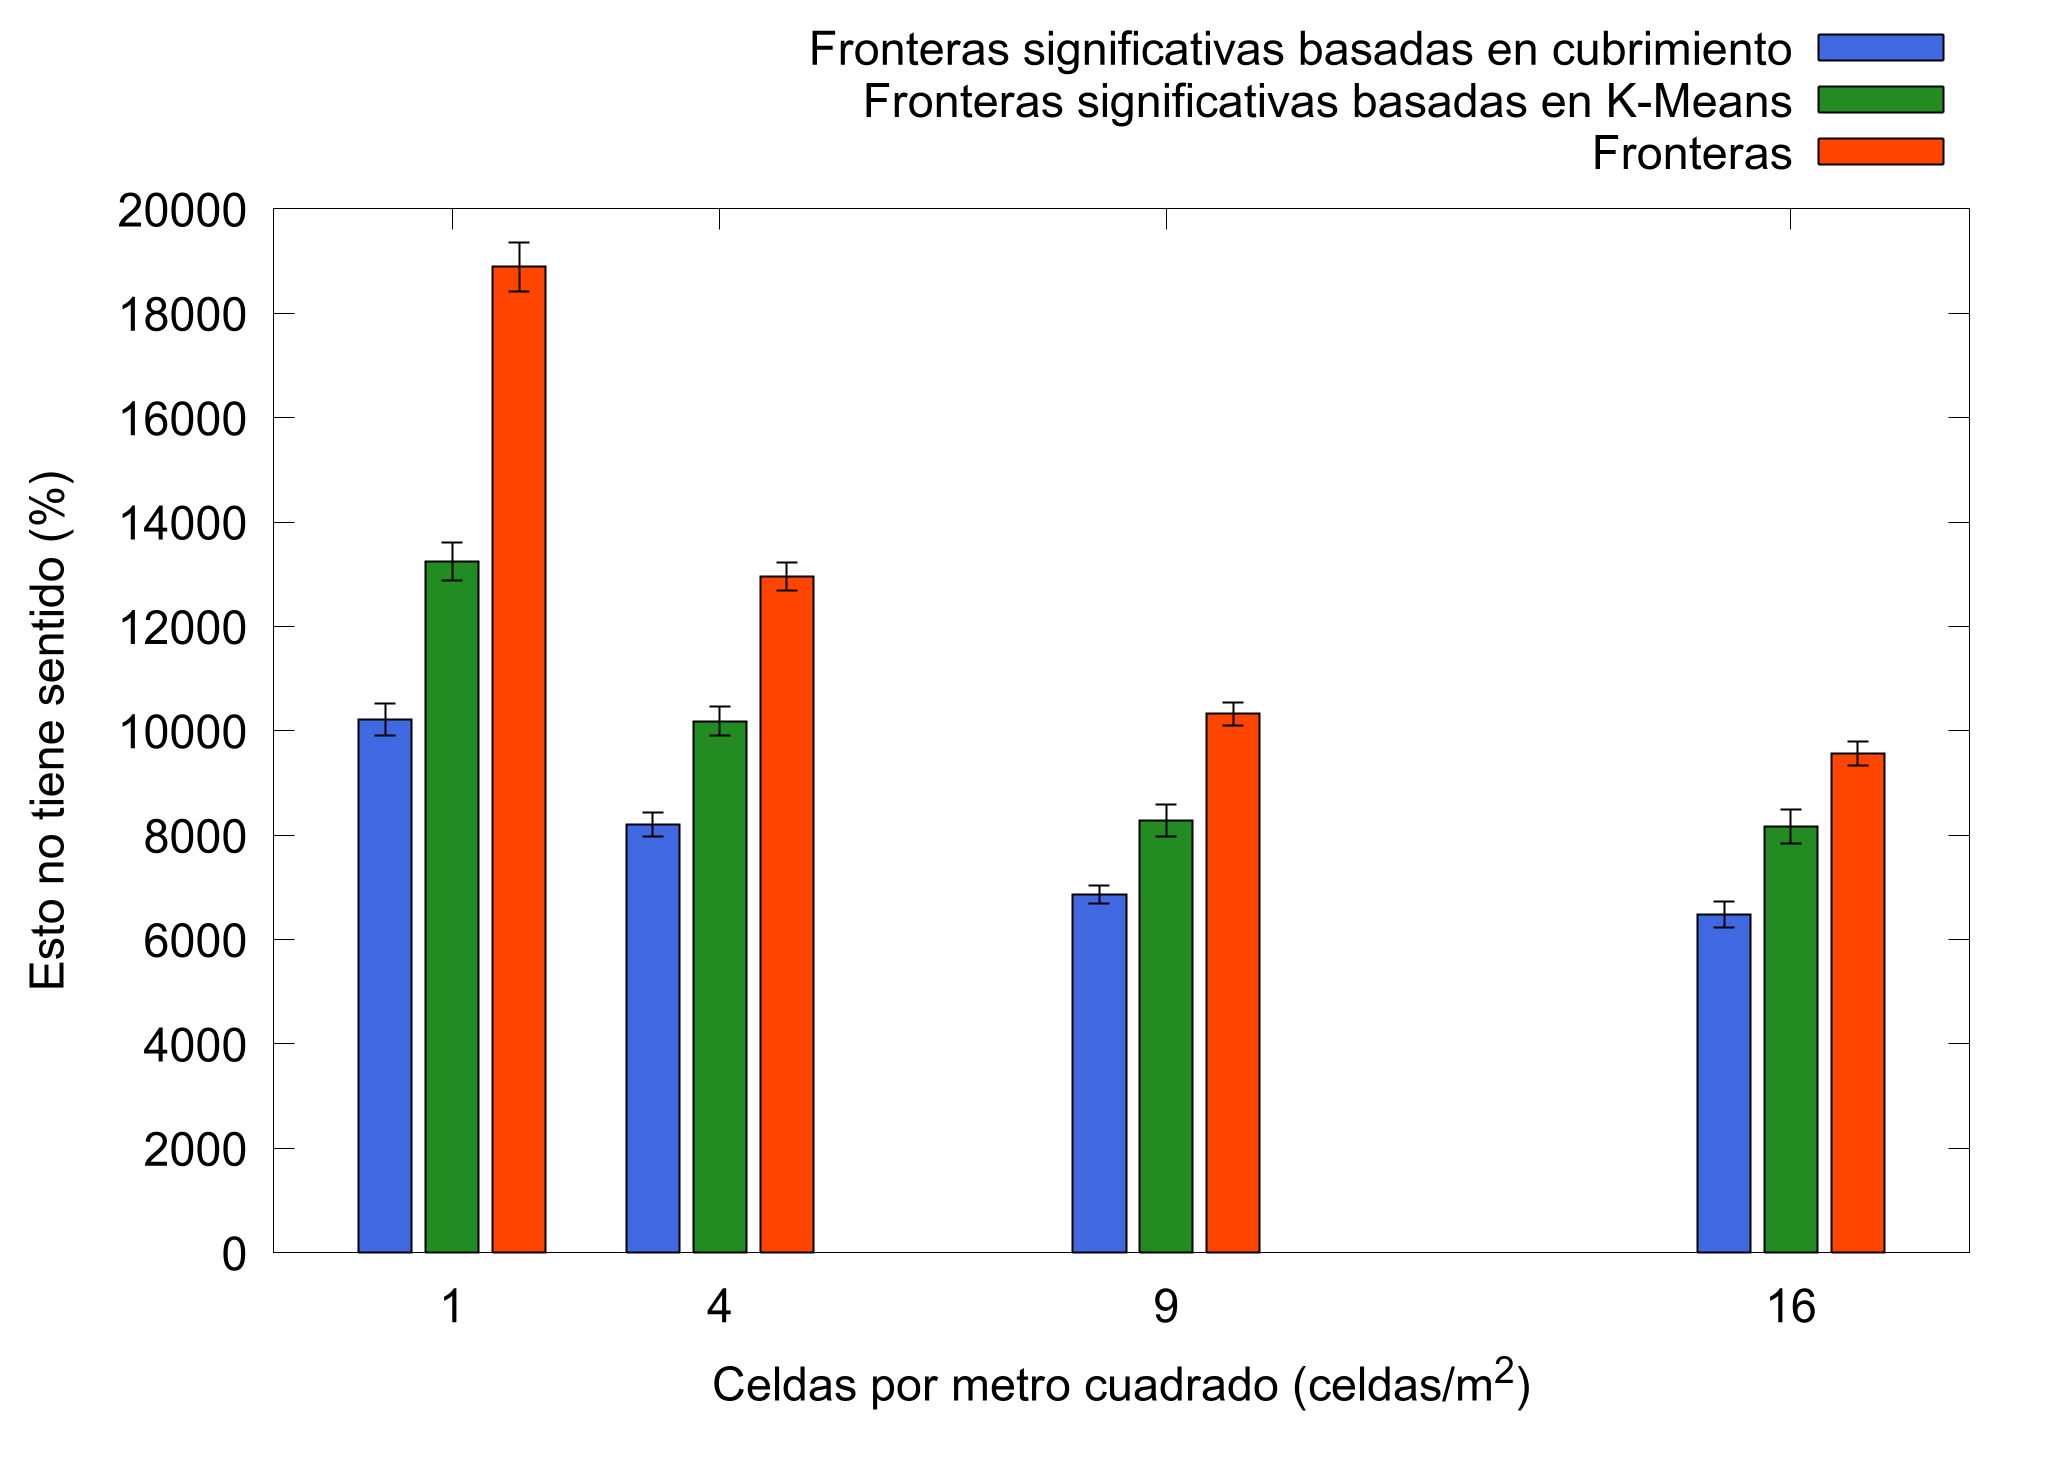 Fronteras significativas basadas en cubrimiento
Fronteras significativas basadas en K-Means
Fronteras
20000
18000
16000
14000
12000
10000
8000
6000
4000
2000
0
Esto no tiene sentido (%)
1 4 9 16
Celdas por metro cuadrado (celdas/m²)